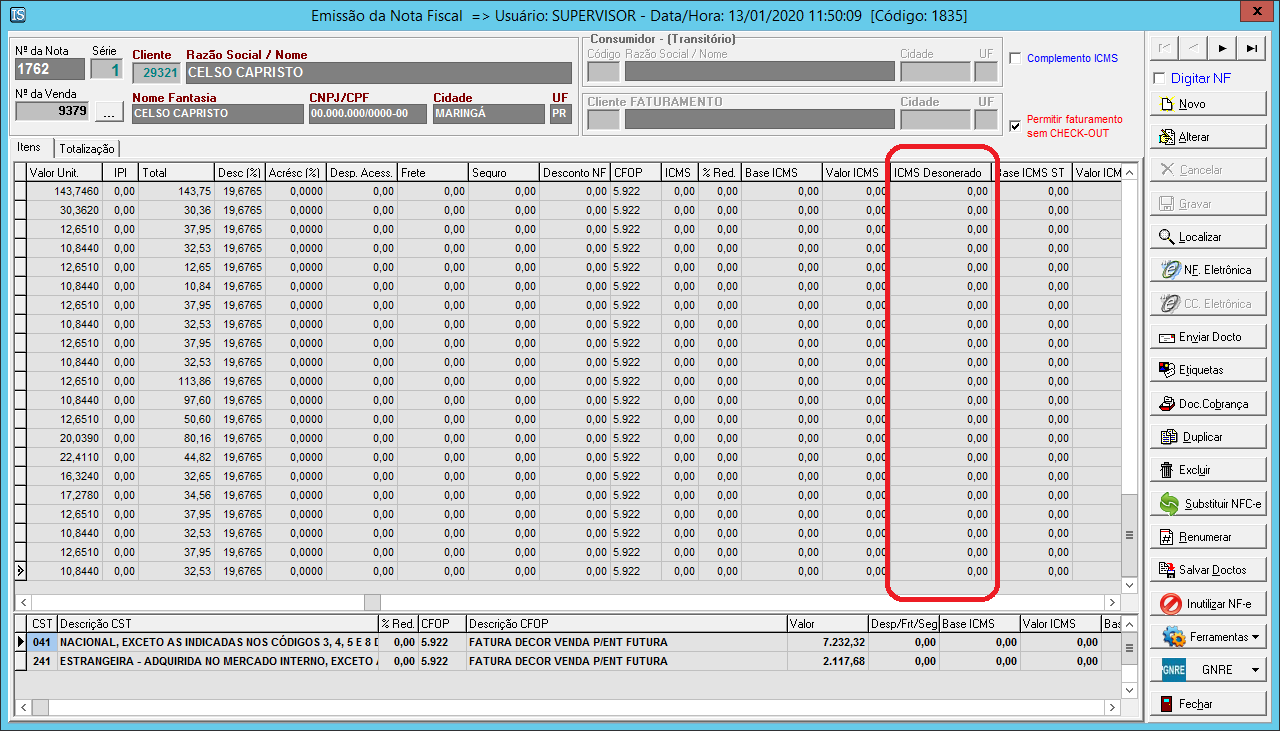 Emissão da Nota Fiscal => Usuário: SUPERVISOR - Data/Hora: 13/01/2020 11:50:09 [Código: 1835]
Nº da Nota Série Cliente Razão Social / Nome
1762 1 29321 CELSO CAPRISTO
Nº da Venda Nome Fantasia CNPJ/CPF Cidade UF
9379 ... CELSO CAPRISTO 00.000.000/0000-00 MARINGÁ PR
Consumidor - (Transitório)
Código Razão Social / Nome Cidade UF
Cliente FATURAMENTO Cidade UF
Complemento ICMS
Permitir faturamento
sem CHECK-OUT
Itens Totalização
Valor Unit. IPI Total Desc (%) Acrésc (%) Desp. Acess. Frete Seguro Desconto NF CFOP ICMS % Red. Base ICMS Valor ICMS ICMS Desonerado Base ICMS ST Valor ICM
143,7460 0,00 143,75 19,6765 0,0000 0,00 0,00 0,00 0,00 5.922 0,00 0,00 0,00 0,00 0,00 0,00
30,3620 0,00 30,36 19,6765 0,0000 0,00 0,00 0,00 0,00 5.922 0,00 0,00 0,00 0,00 0,00 0,00
12,6510 0,00 37,95 19,6765 0,0000 0,00 0,00 0,00 0,00 5.922 0,00 0,00 0,00 0,00 0,00 0,00
10,8440 0,00 32,53 19,6765 0,0000 0,00 0,00 0,00 0,00 5.922 0,00 0,00 0,00 0,00 0,00 0,00
12,6510 0,00 12,65 19,6765 0,0000 0,00 0,00 0,00 0,00 5.922 0,00 0,00 0,00 0,00 0,00 0,00
10,8440 0,00 10,84 19,6765 0,0000 0,00 0,00 0,00 0,00 5.922 0,00 0,00 0,00 0,00 0,00 0,00
12,6510 0,00 37,95 19,6765 0,0000 0,00 0,00 0,00 0,00 5.922 0,00 0,00 0,00 0,00 0,00 0,00
10,8440 0,00 32,53 19,6765 0,0000 0,00 0,00 0,00 0,00 5.922 0,00 0,00 0,00 0,00 0,00 0,00
12,6510 0,00 37,95 19,6765 0,0000 0,00 0,00 0,00 0,00 5.922 0,00 0,00 0,00 0,00 0,00 0,00
10,8440 0,00 32,53 19,6765 0,0000 0,00 0,00 0,00 0,00 5.922 0,00 0,00 0,00 0,00 0,00 0,00
12,6510 0,00 113,86 19,6765 0,0000 0,00 0,00 0,00 0,00 5.922 0,00 0,00 0,00 0,00 0,00 0,00
10,8440 0,00 97,60 19,6765 0,0000 0,00 0,00 0,00 0,00 5.922 0,00 0,00 0,00 0,00 0,00 0,00
12,6510 0,00 50,60 19,6765 0,0000 0,00 0,00 0,00 0,00 5.922 0,00 0,00 0,00 0,00 0,00 0,00
20,0390 0,00 80,16 19,6765 0,0000 0,00 0,00 0,00 0,00 5.922 0,00 0,00 0,00 0,00 0,00 0,00
22,4110 0,00 44,82 19,6765 0,0000 0,00 0,00 0,00 0,00 5.922 0,00 0,00 0,00 0,00 0,00 0,00
16,3240 0,00 32,65 19,6765 0,0000 0,00 0,00 0,00 0,00 5.922 0,00 0,00 0,00 0,00 0,00 0,00
17,2780 0,00 34,56 19,6765 0,0000 0,00 0,00 0,00 0,00 5.922 0,00 0,00 0,00 0,00 0,00 0,00
12,6510 0,00 37,95 19,6765 0,0000 0,00 0,00 0,00 0,00 5.922 0,00 0,00 0,00 0,00 0,00 0,00
10,8440 0,00 32,53 19,6765 0,0000 0,00 0,00 0,00 0,00 5.922 0,00 0,00 0,00 0,00 0,00 0,00
12,6510 0,00 37,95 19,6765 0,0000 0,00 0,00 0,00 0,00 5.922 0,00 0,00 0,00 0,00 0,00 0,00
10,8440 0,00 32,53 19,6765 0,0000 0,00 0,00 0,00 0,00 5.922 0,00 0,00 0,00 0,00 0,00 0,00
CST Descrição CST % Red. CFOP Descrição CFOP Valor Desp/Frt/Seg Base ICMS Valor ICMS Bas
041 NACIONAL, EXCETO AS INDICADAS NOS CÓDIGOS 3, 4, 5 E 8 D 0,00 5.922 FATURA DECOR VENDA P/ENT FUTURA 7.232,32 0,00 0,00 0,00
241 ESTRANGEIRA - ADQUIRIDA NO MERCADO INTERNO, EXCETO A 0,00 5.922 FATURA DECOR VENDA P/ENT FUTURA 2.117,68 0,00 0,00 0,00
Digitar NF
Novo
Alterar
Cancelar
Gravar
Localizar
NF. Eletrônica
CC. Eletrônica
Enviar Docto
Etiquetas
Doc.Cobrança
Duplicar
Excluir
Substituir NFC-e
Renumerar
Salvar Doctos
Inutilizar NF-e
Ferramentas
GNRE GNRE
Fechar